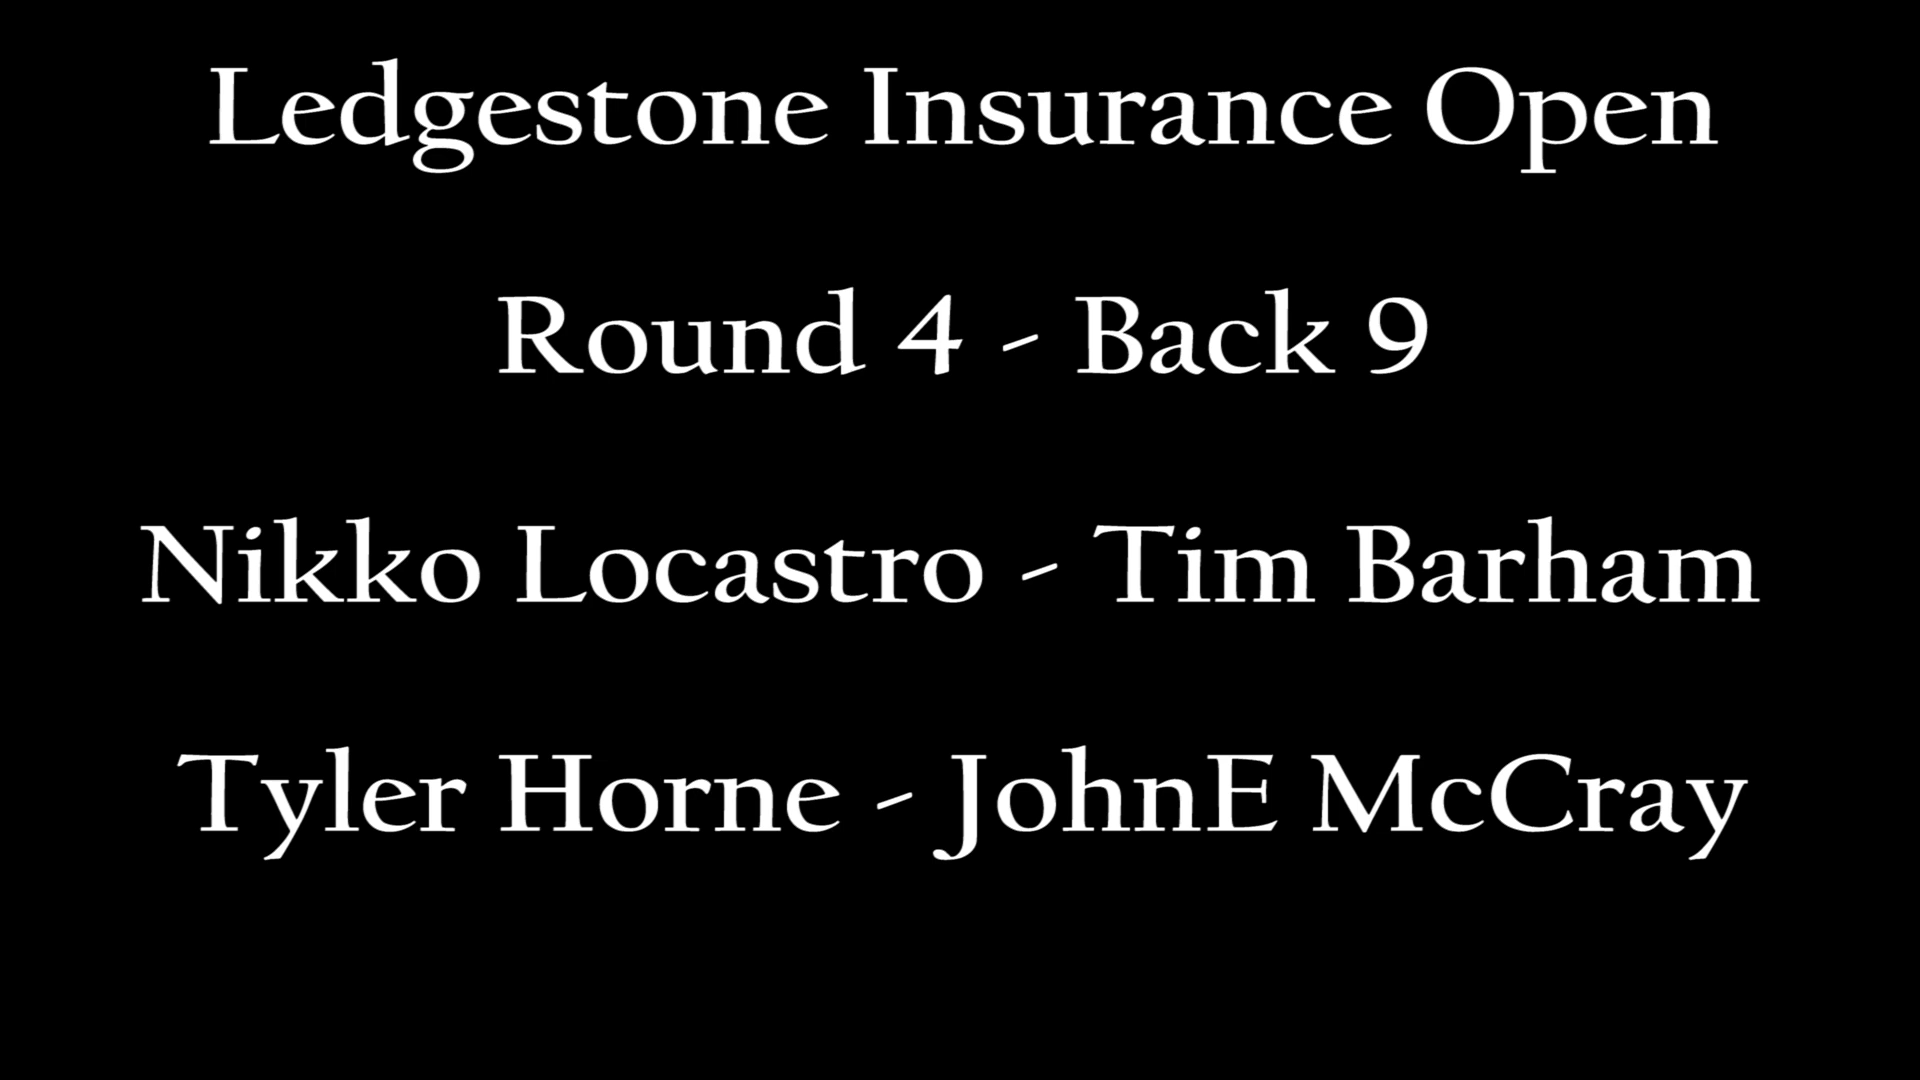 Ledgestone Insurance Open
Round 4 - Back 9
Nikko Locastro - Tim Barham
Tyler Horne - JohnE McCray